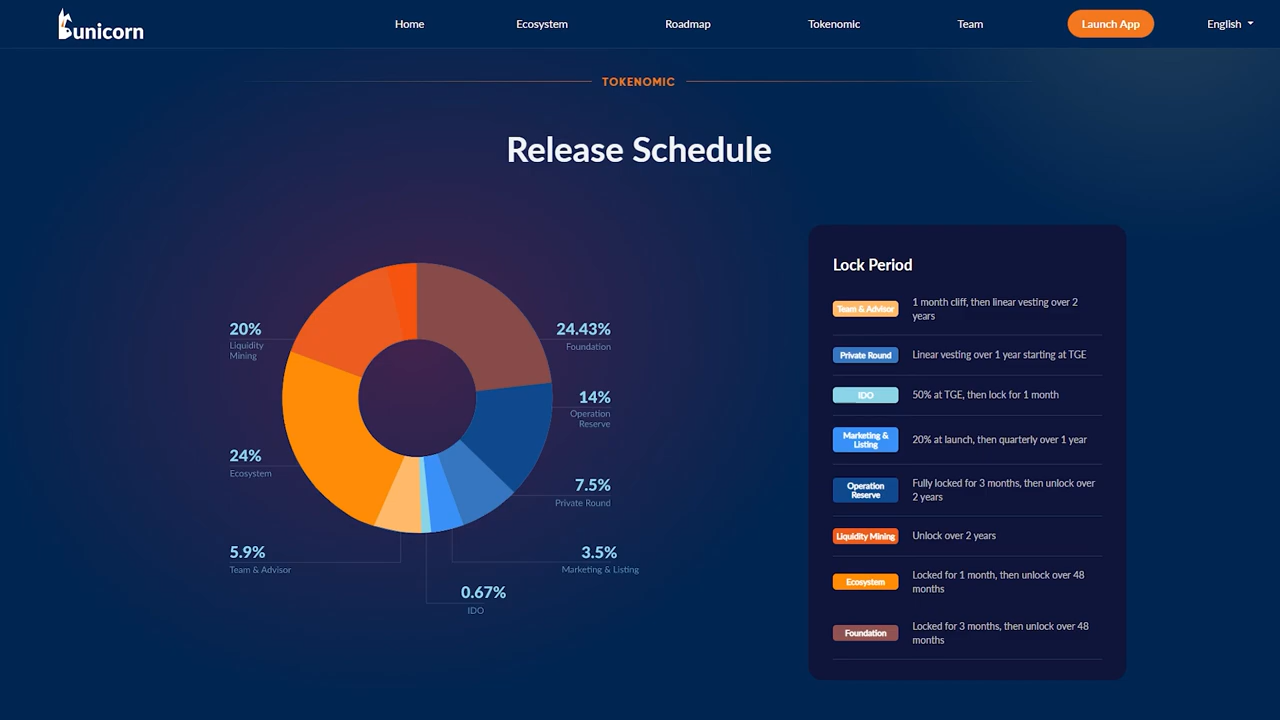 bunicorn
Home
Ecosystem
Roadmap
Tokenomic
Team
Launch App
English
TOKENOMIC
Release Schedule
20%
Liquidity
Mining
24.43%
Foundation
14%
Operation
Reserve
24%
Ecosystem
7.5%
Private Round
5.9%
Team & Advisor
3.5%
Marketing & Listing
0.67%
IDO
Lock Period
Team & Advisor
1 month cliff, then linear vesting over 2
years
Private Round
Linear vesting over 1 year starting at TGE
IDO
50% at TGE, then lock for 1 month
Marketing &
Listing
20% at launch, then quarterly over 1 year
Operation
Reserve
Fully locked for 3 months, then unlock over
2 years
Liquidity Mining
Unlock over 2 years
Ecosystem
Locked for 1 month, then unlock over 48
months
Foundation
Locked for 3 months, then unlock over 48
months